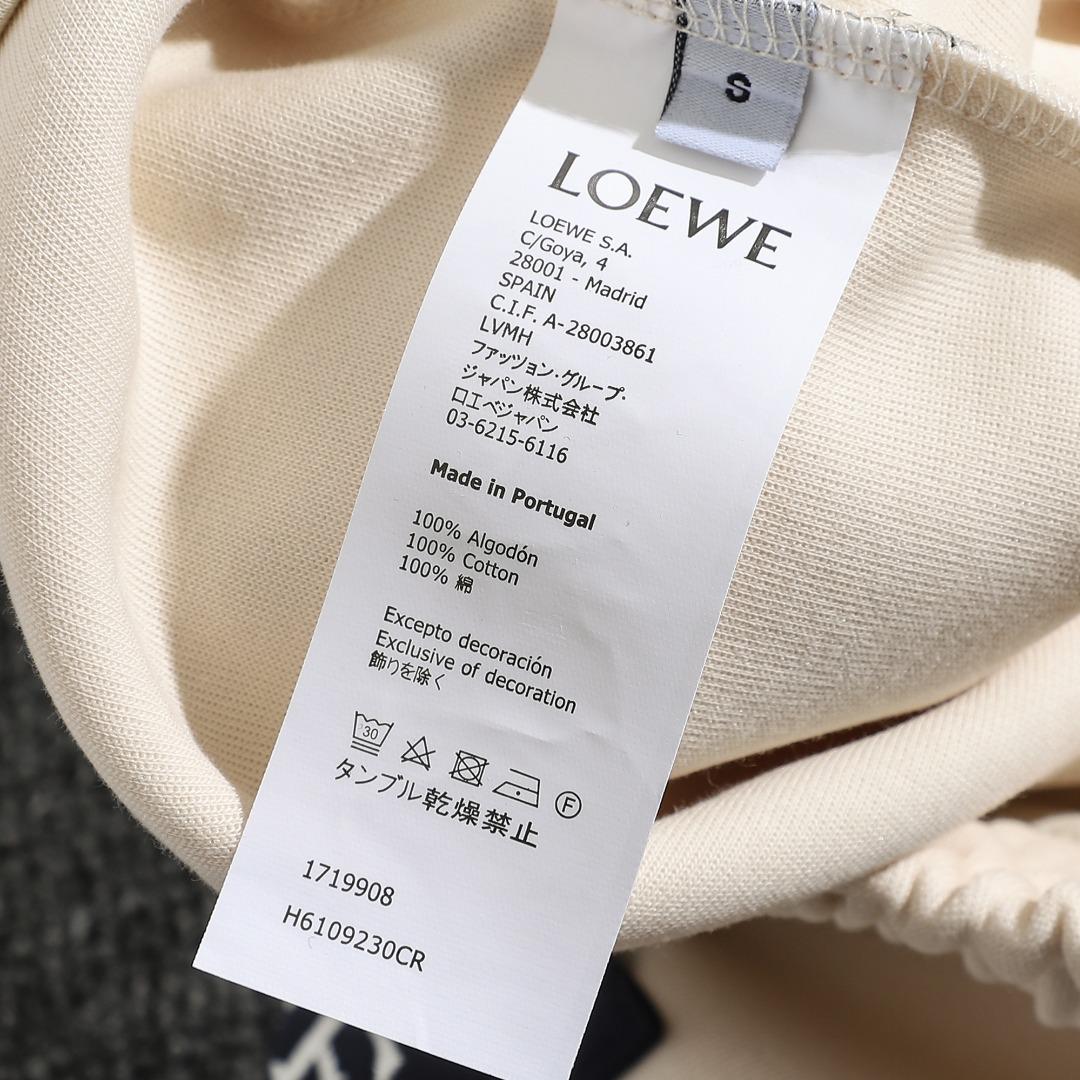 S
LOEWE
LOEWE S.A.
C/Goya, 4
28001 - Madrid
SPAIN
C.I.F. A-28003861
LVMH
ファッツョン・グループ・
ジャパン株式会社
ロエベジャパン
03-6215-6116
Made in Portugal
100% Algodón
100% Cotton
100% 綿
Excepto decoración
Exclusive of decoration
飾りを除く
30
F
タンブル乾燥禁止
1719908
H6109230CR